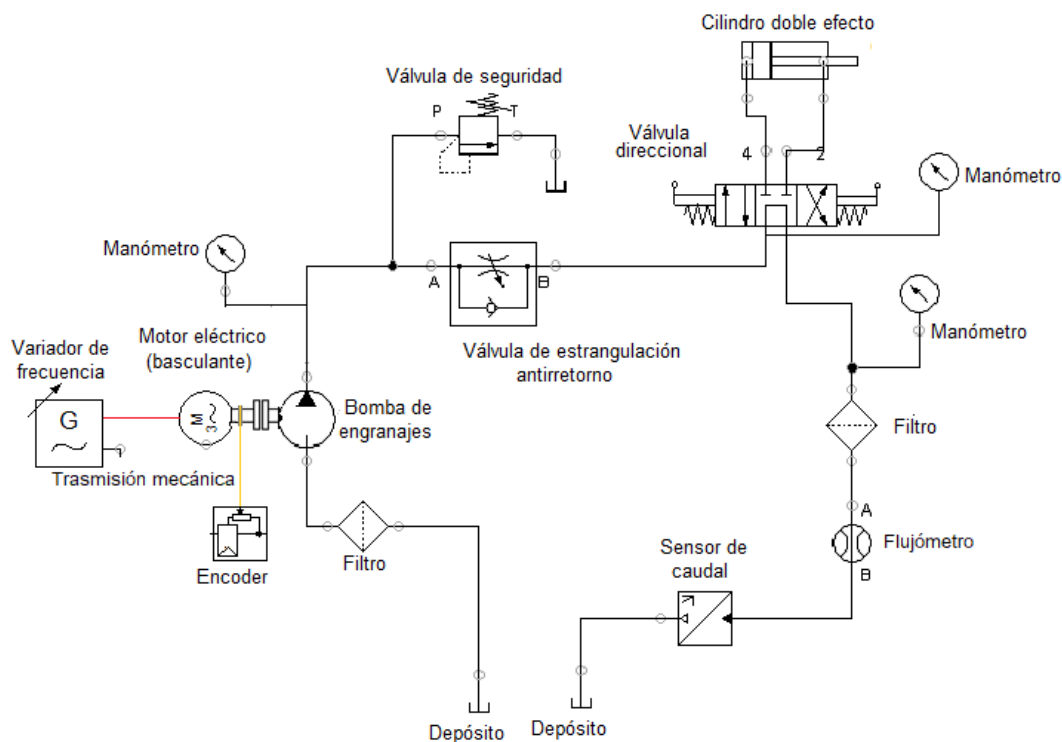 Cilindro doble efecto
Válvula de seguridad
P
T
Válvula
direccional
4
2
Manómetro
Manómetro
A
B
Manómetro
Motor eléctrico
(basculante)
Válvula de estrangulación
antirretorno
Variador de
frecuencia
G
M
3
Bomba de
engranajes
Filtro
Trasmisión mecánica
A
Flujómetro
B
Sensor de
caudal
Encoder
Filtro
Depósito
Depósito